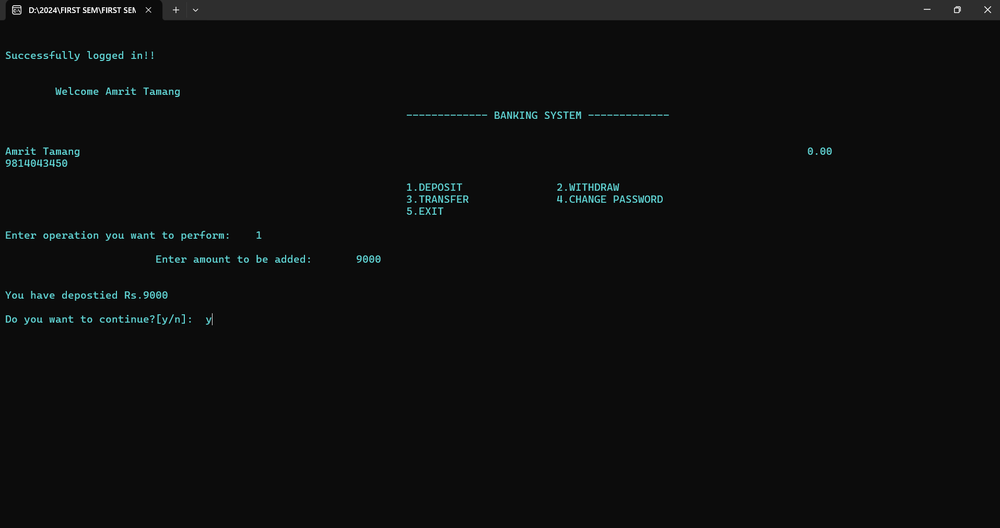 D:\2024\FIRST SEM\FIRST SEM
Successfully logged in!!
Welcome Amrit Tamang
------------- BANKING SYSTEM -------------
Amrit Tamang 0.00
9814043450
1.DEPOSIT 2.WITHDRAW
3.TRANSFER 4.CHANGE PASSWORD
5.EXIT
Enter operation you want to perform: 1
Enter amount to be added: 9000
You have depostied Rs.9000
Do you want to continue?[y/n]: y